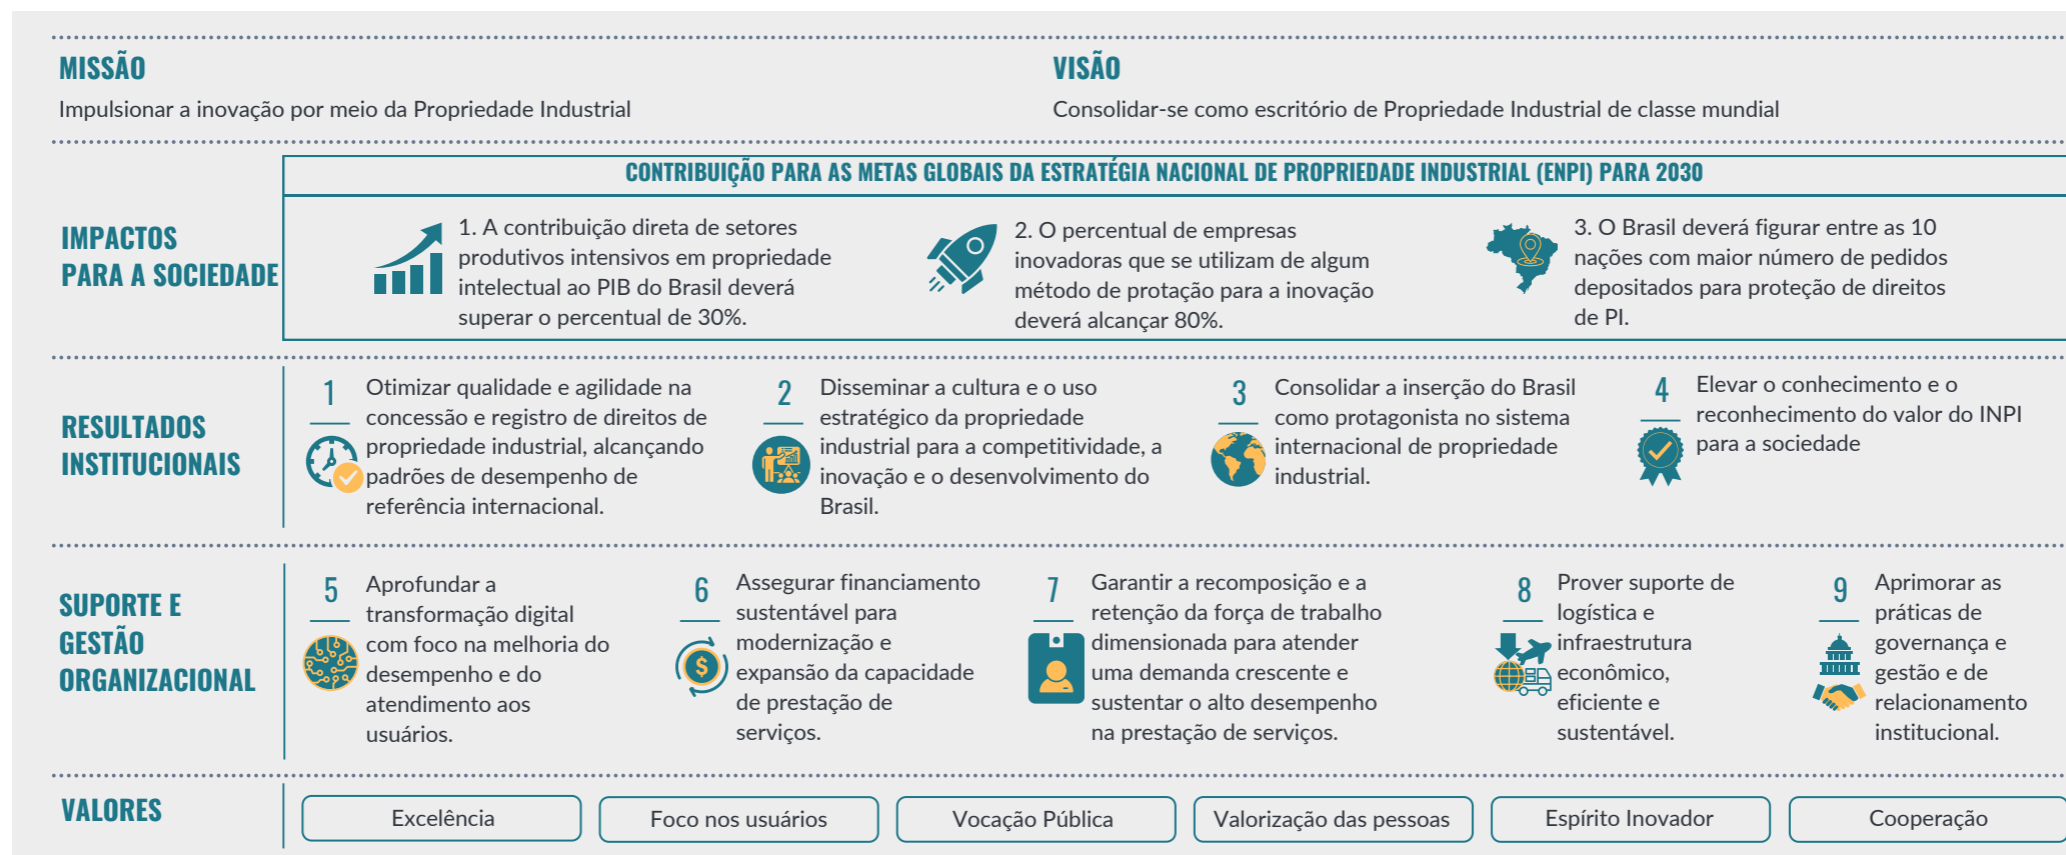 MISSÃO
Impulsionar a inovação por meio da Propriedade Industrial
VISÃO
Consolidar-se como escritório de Propriedade Industrial de classe mundial
IMPACTOS
PARA A SOCIEDADE
CONTRIBUIÇÃO PARA AS METAS GLOBAIS DA ESTRATÉGIA NACIONAL DE PROPRIEDADE INDUSTRIAL (ENPI) PARA 2030
1. A contribuição direta de setores
produtivos intensivos em propriedade
intelectual ao PIB do Brasil deverá
superar o percentual de 30%.
2. O percentual de empresas
inovadoras que se utilizam de algum
método de protação para a inovação
deverá alcançar 80%.
3. O Brasil deverá figurar entre as 10
nações com maior número de pedidos
depositados para proteção de direitos
de PI.
RESULTADOS
INSTITUCIONAIS
1
Otimizar qualidade e agilidade na
concessão e registro de direitos de
propriedade industrial, alcançando
padrões de desempenho de
referência internacional.
2
Disseminar a cultura e o uso
estratégico da propriedade
industrial para a competitividade, a
inovação e o desenvolvimento do
Brasil.
3
Consolidar a inserção do Brasil
como protagonista no sistema
internacional de propriedade
industrial.
4
Elevar o conhecimento e o
reconhecimento do valor do INPI
para a sociedade
SUPORTE E
GESTÃO
ORGANIZACIONAL
5
Aprofundar a
transformação digital
com foco na melhoria do
desempenho e do
atendimento aos
usuários.
6
Assegurar financiamento
sustentável para
modernização e
expansão da capacidade
de prestação de
serviços.
$
7
Garantir a recomposição e a
retenção da força de trabalho
dimensionada para atender
uma demanda crescente e
sustentar o alto desempenho
na prestação de serviços.
8
Prover suporte de
logística e
infraestrutura
econômico,
eficiente e
sustentável.
9
Aprimorar as
práticas de
governança e
gestão e de
relacionamento
institucional.
VALORES
Excelência
Foco nos usuários
Vocação Pública
Valorização das pessoas
Espírito Inovador
Cooperação